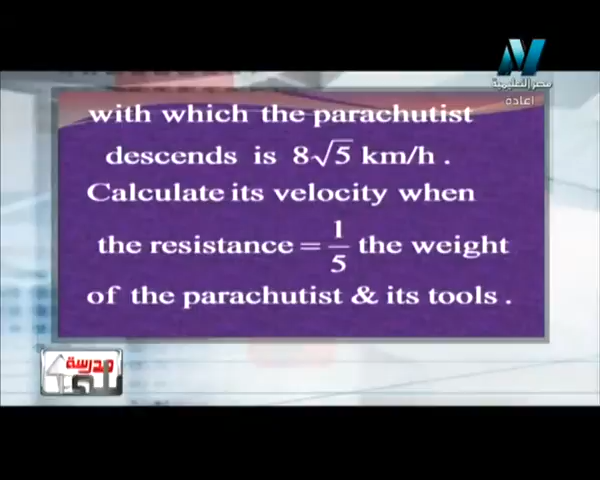 مصر التعليمية
إعادة
with which the parachutist
descends is 8√5 km/h .
Calculate its velocity when
the resistance = 1/5 the weight
of the parachutist & its tools .
مدرسة